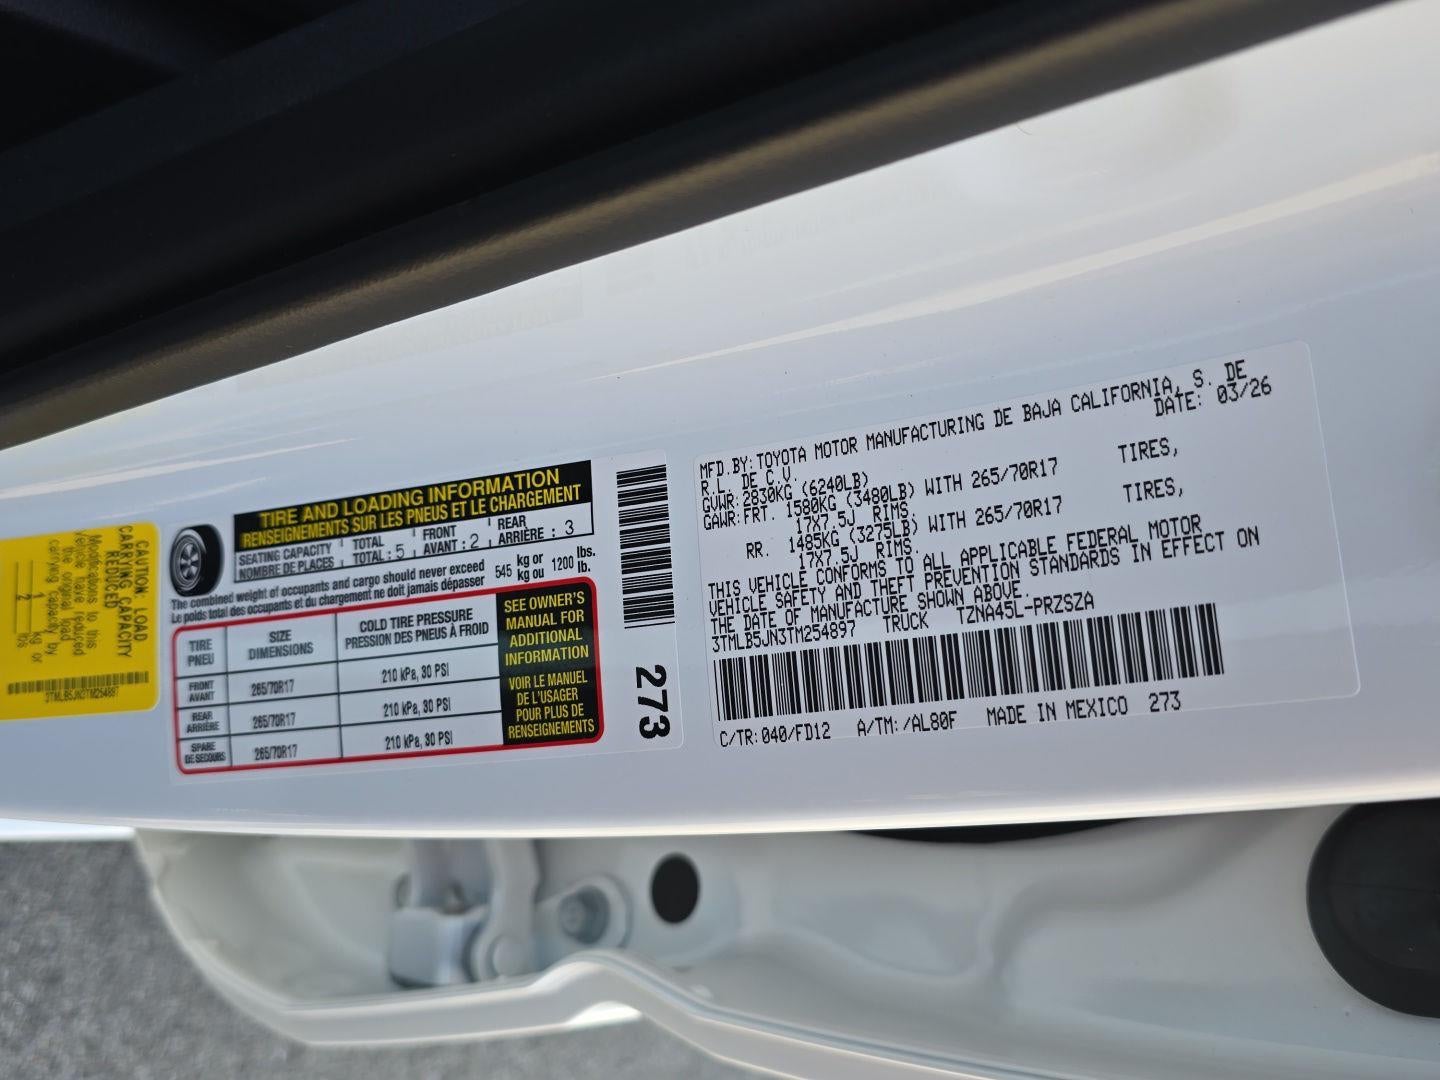 CAUTION. LOAD
CARRYING CAPACITY
REDUCED
Modifications to this
vehicle have reduced
the original load
carrying capacity by
1 kg or
2 lbs
3TMLB5JN3TM254897
TIRE AND LOADING INFORMATION
RENSEIGNEMENTS SUR LES PNEUS ET LE CHARGEMENT
SEATING CAPACITY TOTAL FRONT REAR
NOMBRE DE PLACES TOTAL : 5 AVANT : 2 ARRIÈRE : 3
The combined weight of occupants and cargo should never exceed 545 kg or 1200 lbs.
Le poids total des occupants et du chargement ne doit jamais dépasser kg ou lb.
TIRE SIZE COLD TIRE PRESSURE
PNEU DIMENSIONS PRESSION DES PNEUS À FROID
FRONT
AVANT 265/70R17 210 kPa, 30 PSI
REAR
ARRIÈRE 265/70R17 210 kPa, 30 PSI
SPARE
DE SECOURS 265/70R17 210 kPa, 30 PSI
SEE OWNER'S
MANUAL FOR
ADDITIONAL
INFORMATION
VOIR LE MANUEL
DE L'USAGER
POUR PLUS DE
RENSEIGNEMENTS
273
MFD.BY:TOYOTA MOTOR MANUFACTURING DE BAJA CALIFORNIA, S. DE
R.L. DE C.V. DATE: 03/26
GVWR:2830KG (6240LB)
GAWR:FRT. 1580KG (3480LB) WITH 265/70R17 TIRES,
17X7.5J RIMS.
RR. 1485KG (3275LB) WITH 265/70R17 TIRES,
17X7.5J RIMS.
THIS VEHICLE CONFORMS TO ALL APPLICABLE FEDERAL MOTOR
VEHICLE SAFETY AND THEFT PREVENTION STANDARDS IN EFFECT ON
THE DATE OF MANUFACTURE SHOWN ABOVE.
3TMLB5JN3TM254897 TRUCK TZNA45L-PRZSZA
C/TR:040/FD12 A/TM:/AL80F MADE IN MEXICO 273